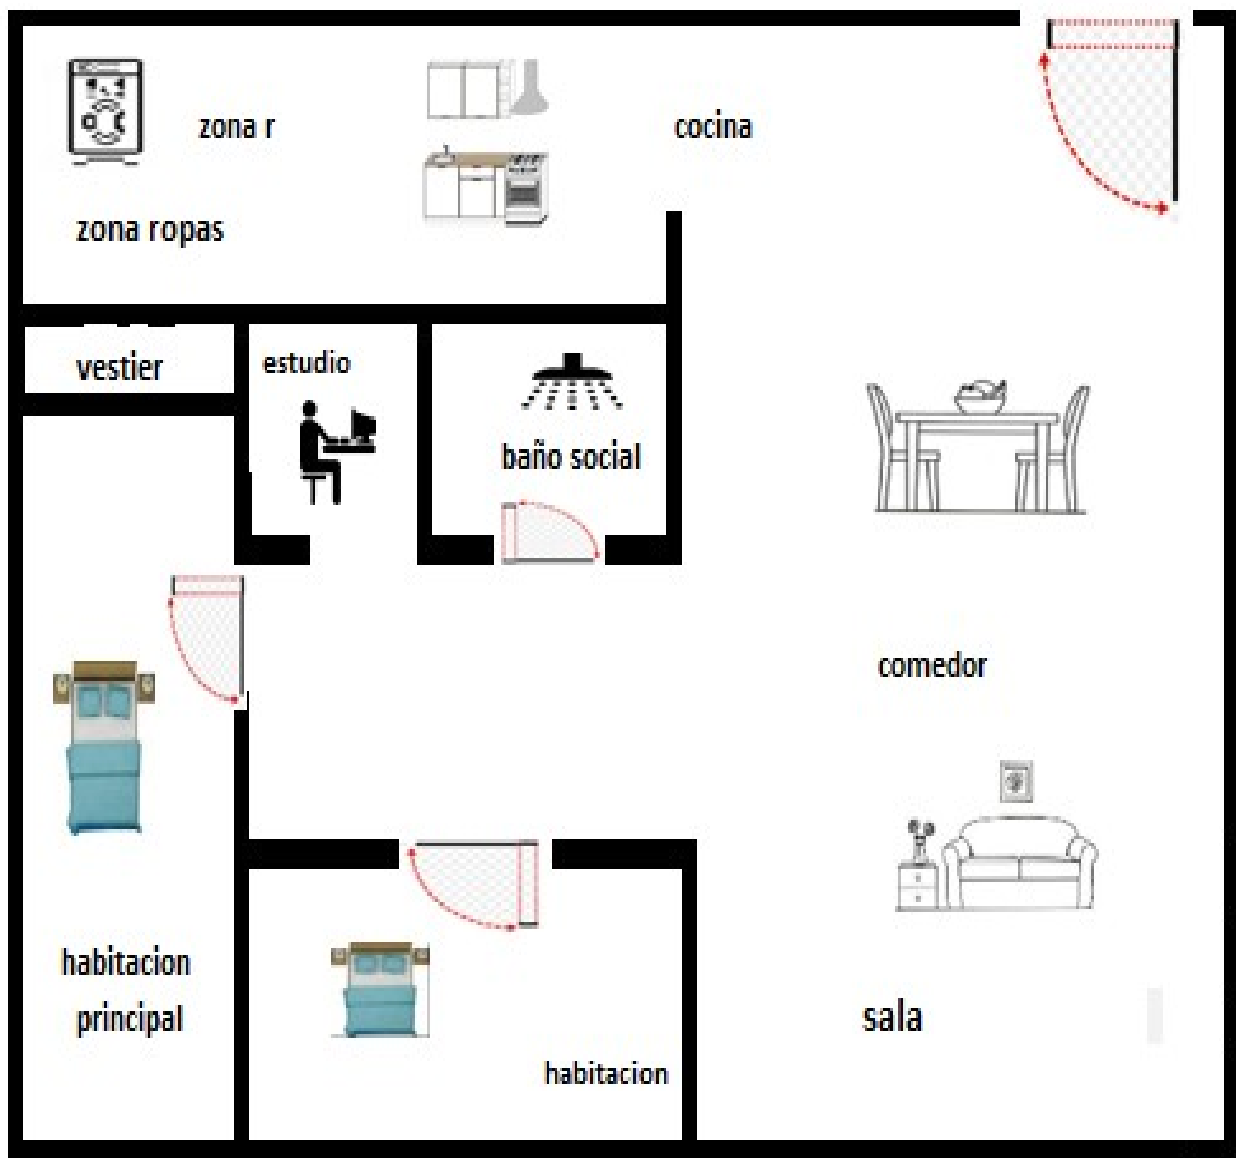 zona r
cocina
zona ropas
vestier
estudio
baño social
comedor
habitacion
principal
sala
habitacion